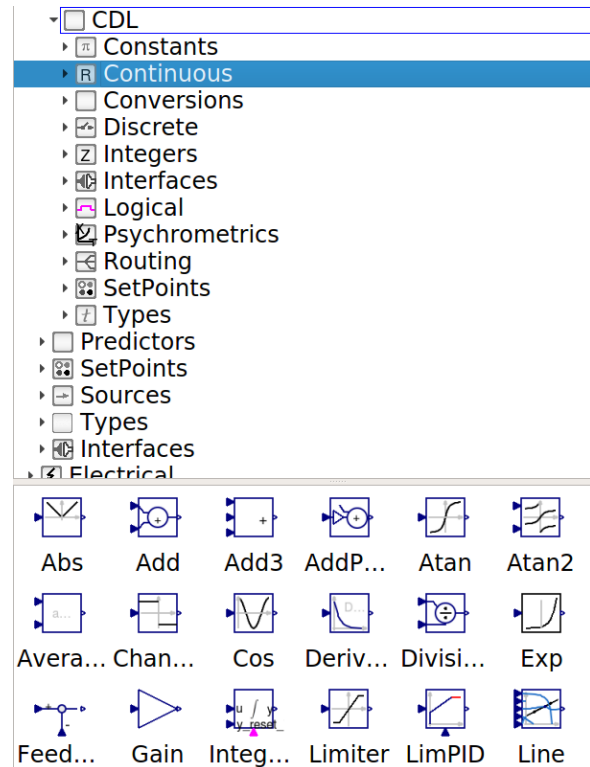 CDL
π Constants
R Continuous
Conversions
Discrete
Z Integers
Interfaces
Logical
Psychrometrics
Routing
SetPoints
t Types
Predictors
SetPoints
Sources
Types
Interfaces
Electrical
+ + +
Abs Add Add3 AddP... Atan Atan2
a... D... ÷
Avera... Chan... Cos Deriv... Divisi... Exp
+ - u ∫ y
y_reset_
Feed... Gain Integ... Limiter LimPID Line